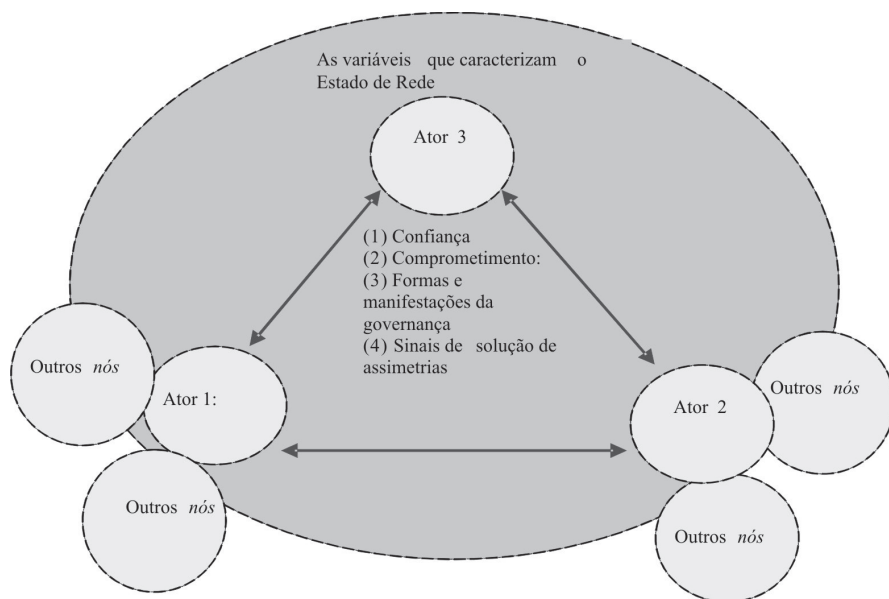 As variáveis que caracterizam o
Estado de Rede
Ator 3
(1) Confiança
(2) Comprometimento:
(3) Formas e
manifestações da
governança
(4) Sinais de solução de
assimetrias
Outros nós
Ator 1:
Ator 2
Outros nós
Outros nós
Outros nós